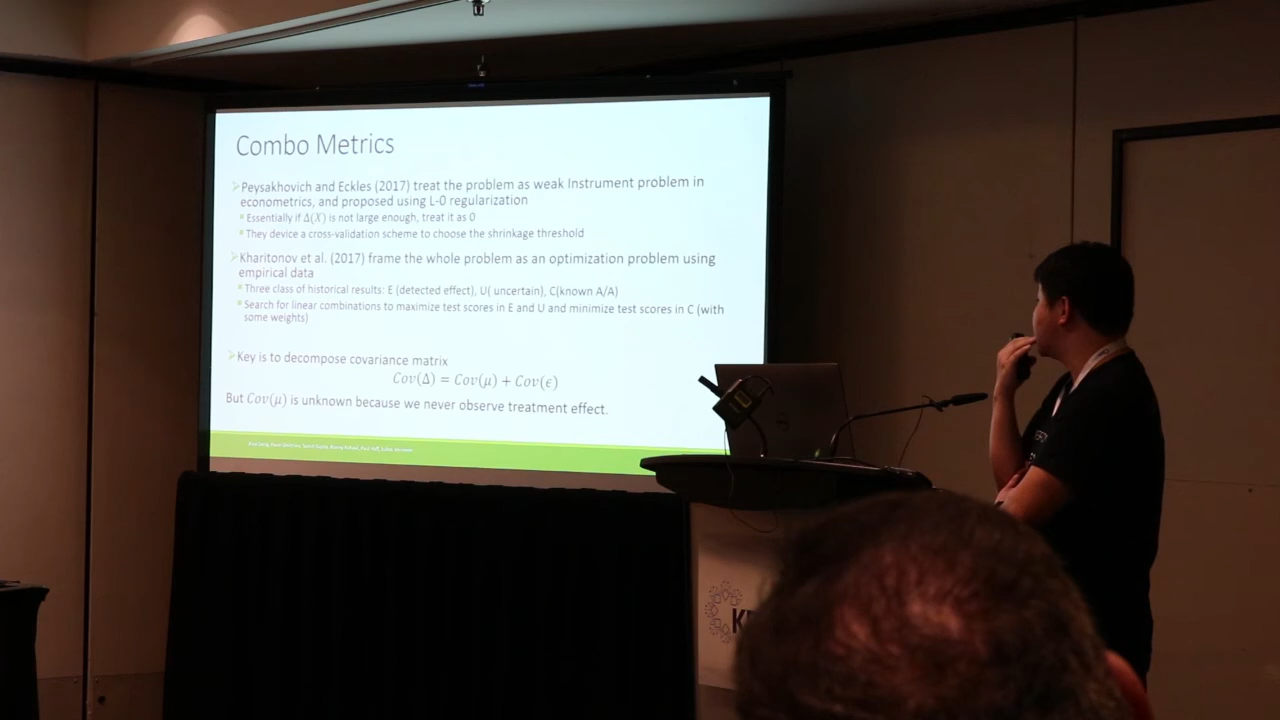 Combo Metrics
Peysakhovich and Eckles (2017) treat the problem as weak Instrument problem in
econometrics, and proposed using L-0 regularization
Essentially if Δ(X) is not large enough, treat it as 0
They device a cross-validation scheme to choose the shrinkage threshold
Kharitonov et al. (2017) frame the whole problem as an optimization problem using
empirical data
Three class of historical results: E (detected effect), U( uncertain), C(known A/A)
Search for linear combinations to maximize test scores in E and U and minimize test scores in C (with
some weights)
Key is to decompose covariance matrix
Cov(Δ) = Cov(μ) + Cov(ϵ)
But Cov(μ) is unknown because we never observe treatment effect.